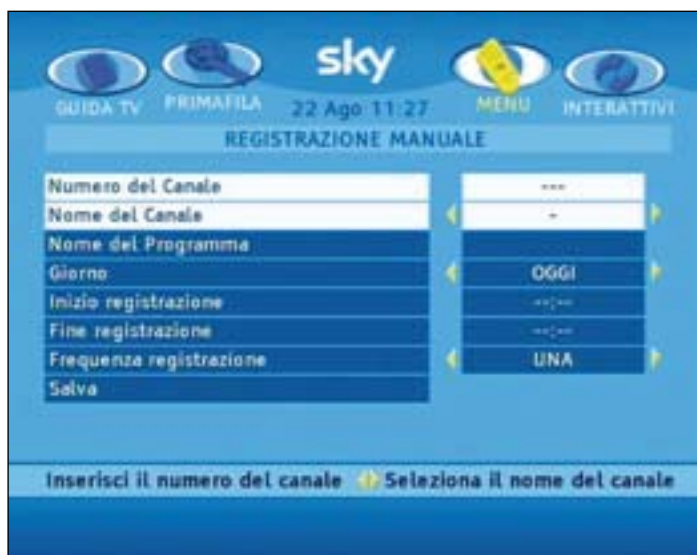 sky
GUIDA TV PRIMAFILA 22 Ago 11:27 MENU INTERATTIVI
REGISTRAZIONE MANUALE
Numero del Canale ---
Nome del Canale -
Nome del Programma
Giorno OGGI
Inizio registrazione --:--
Fine registrazione --:--
Frequenza registrazione UNA
Salva
Inserisci il numero del canale Seleziona il nome del canale